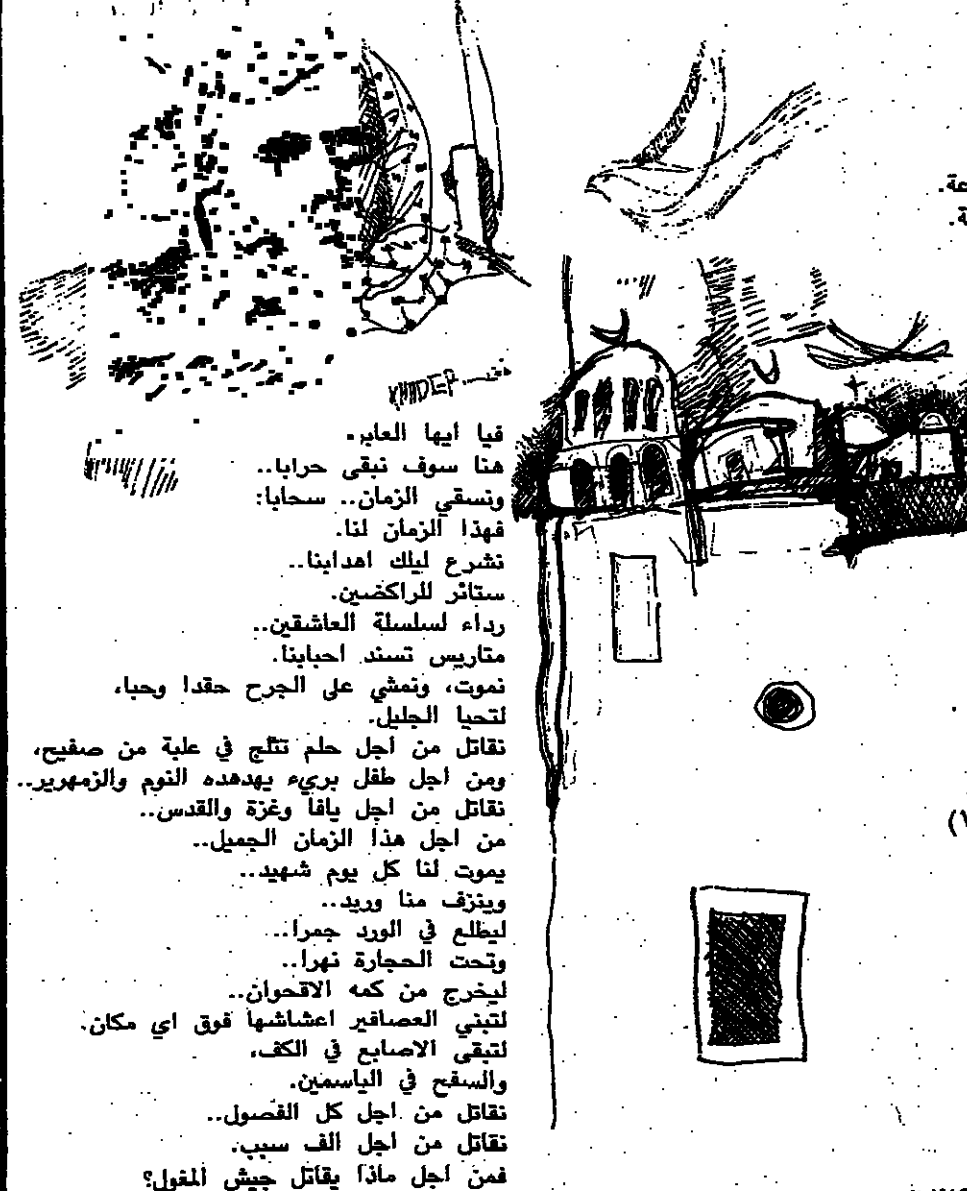 عة.
ة.
KHADER
فيا ايها العابر.
هنا سوف نبقى حرابا..
ونسقي الزمان.. سحابا:
فهذا الزمان لنا.
نشرع ليلك اهدابنا..
ستائر للراكضين.
رداء لسلسلة العاشقين..
متاريس تسند احبابنا.
نموت، ونمشي على الجرح حقدا وحبا،
لتحيا الجليل.
نقاتل من اجل حلم تثلج في علبة من صفيح،
ومن اجل طفل بريء يهدهده النوم والزمهرير..
نقاتل من اجل يافا وغزة والقدس..
من اجل هذا الزمان الجميل..
يموت لنا كل يوم شهيد..
وينزف منا وريد..
ليطلع في الورد جمرا..
وتحت الحجارة نهرا..
ليخرج من كمه الاقحوان..
لتبني العصافير اعشاشها فوق اي مكان.
لتبقى الاصابع في الكف،
والسفح في الياسمين.
نقاتل من اجل كل الفصول..
نقاتل من اجل الف سبب.
فمن اجل ماذا يقاتل جيش المغول؟
(١